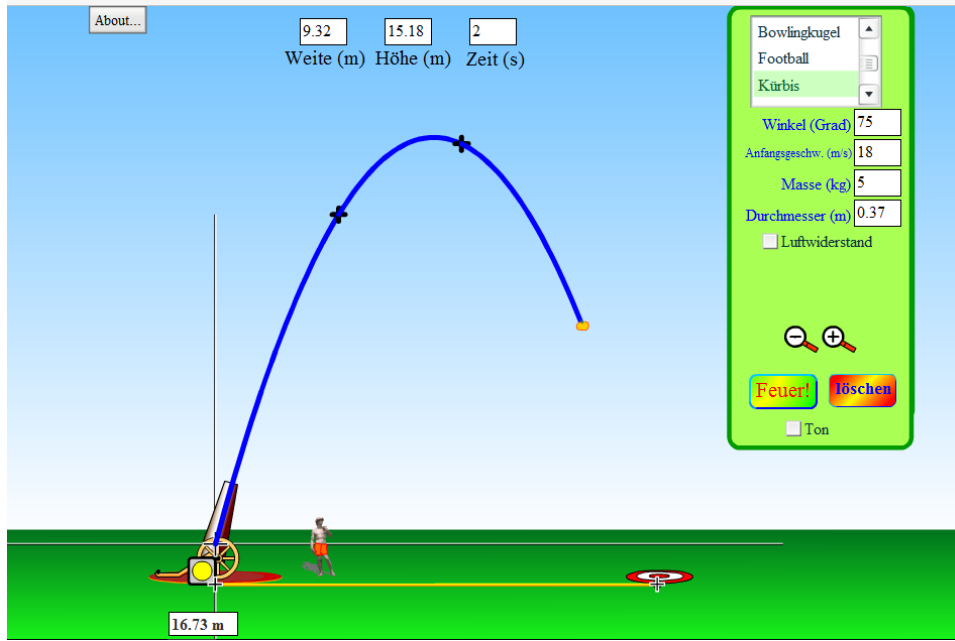 About...
9.32 15.18 2
Weite (m) Höhe (m) Zeit (s)
Bowlingkugel
Football
Kürbis
Winkel (Grad) 75
Anfangsgeschw. (m/s) 18
Masse (kg) 5
Durchmesser (m) 0.37
Luftwiderstand
Feuer! löschen
Ton
16.73 m